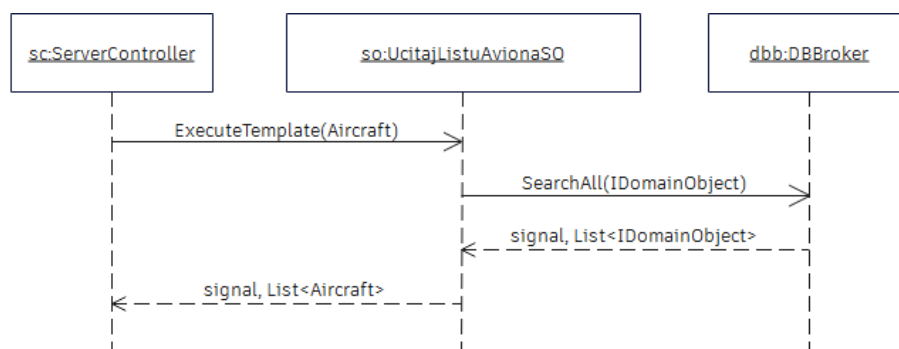 sc:ServerController
so:UcitajListuAvionaSO
dbb:DBBroker
ExecuteTemplate(Aircraft)
SearchAll(IDomainObject)
signal, List<IDomainObject>
signal, List<Aircraft>